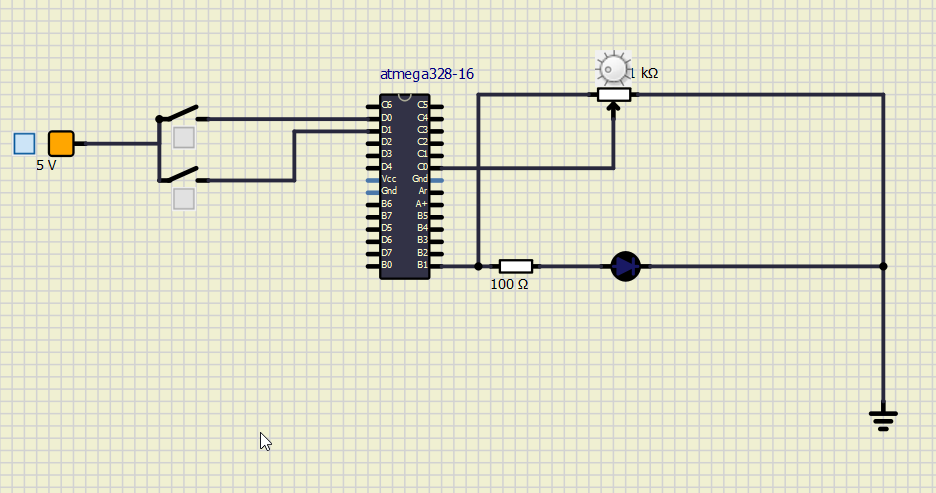 atmega328-16
1 kΩ
5 V
C6 C5
D0 C4
D1 C3
D2 C2
D3 C1
D4 C0
Vcc Gnd
Gnd Ar
B6 A+
B7 B5
D5 B4
D6 B3
D7 B2
B0 B1
100 Ω